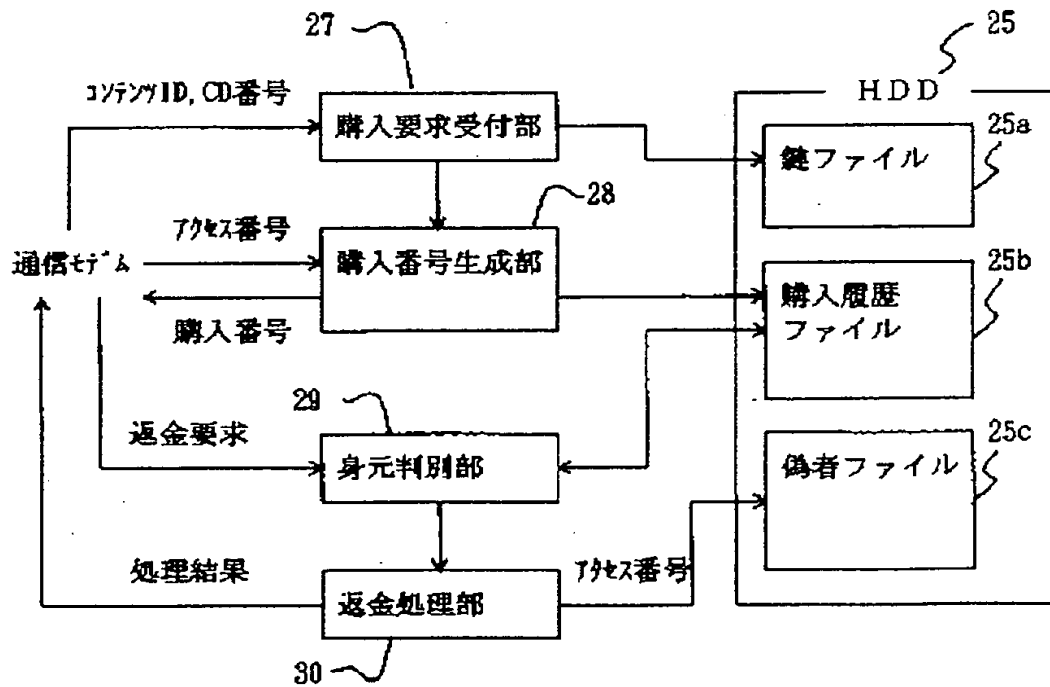 27
25
コンテンツID, CD番号
HDD
購入要求受付部
鍵ファイル
25a
28
アクセス番号
通信モデム
購入番号生成部
購入番号
購入履歴
ファイル
25b
29
返金要求
身元判別部
偽者ファイル
25c
処理結果
アクセス番号
返金処理部
30